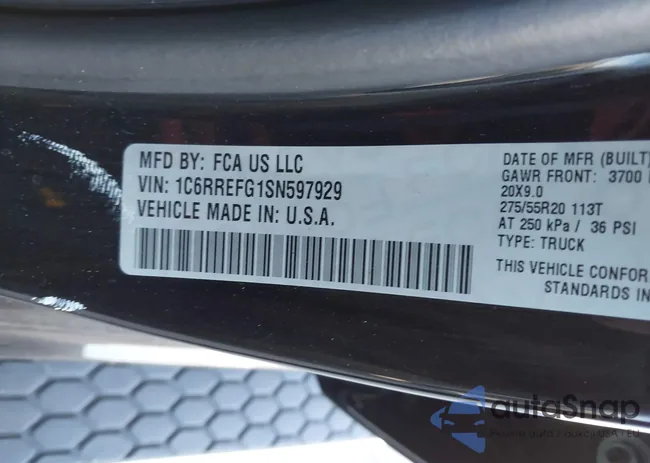 MFD BY: FCA US LLC
VIN: 1C6RREFG1SN597929
VEHICLE MADE IN: U.S.A.
DATE OF MFR (BUILT)
GAWR FRONT: 3700
20X9.0
275/55R20 113T
AT 250 kPa / 36 PSI
TYPE: TRUCK
THIS VEHICLE CONFOR
STANDARDS IN
autoSnap